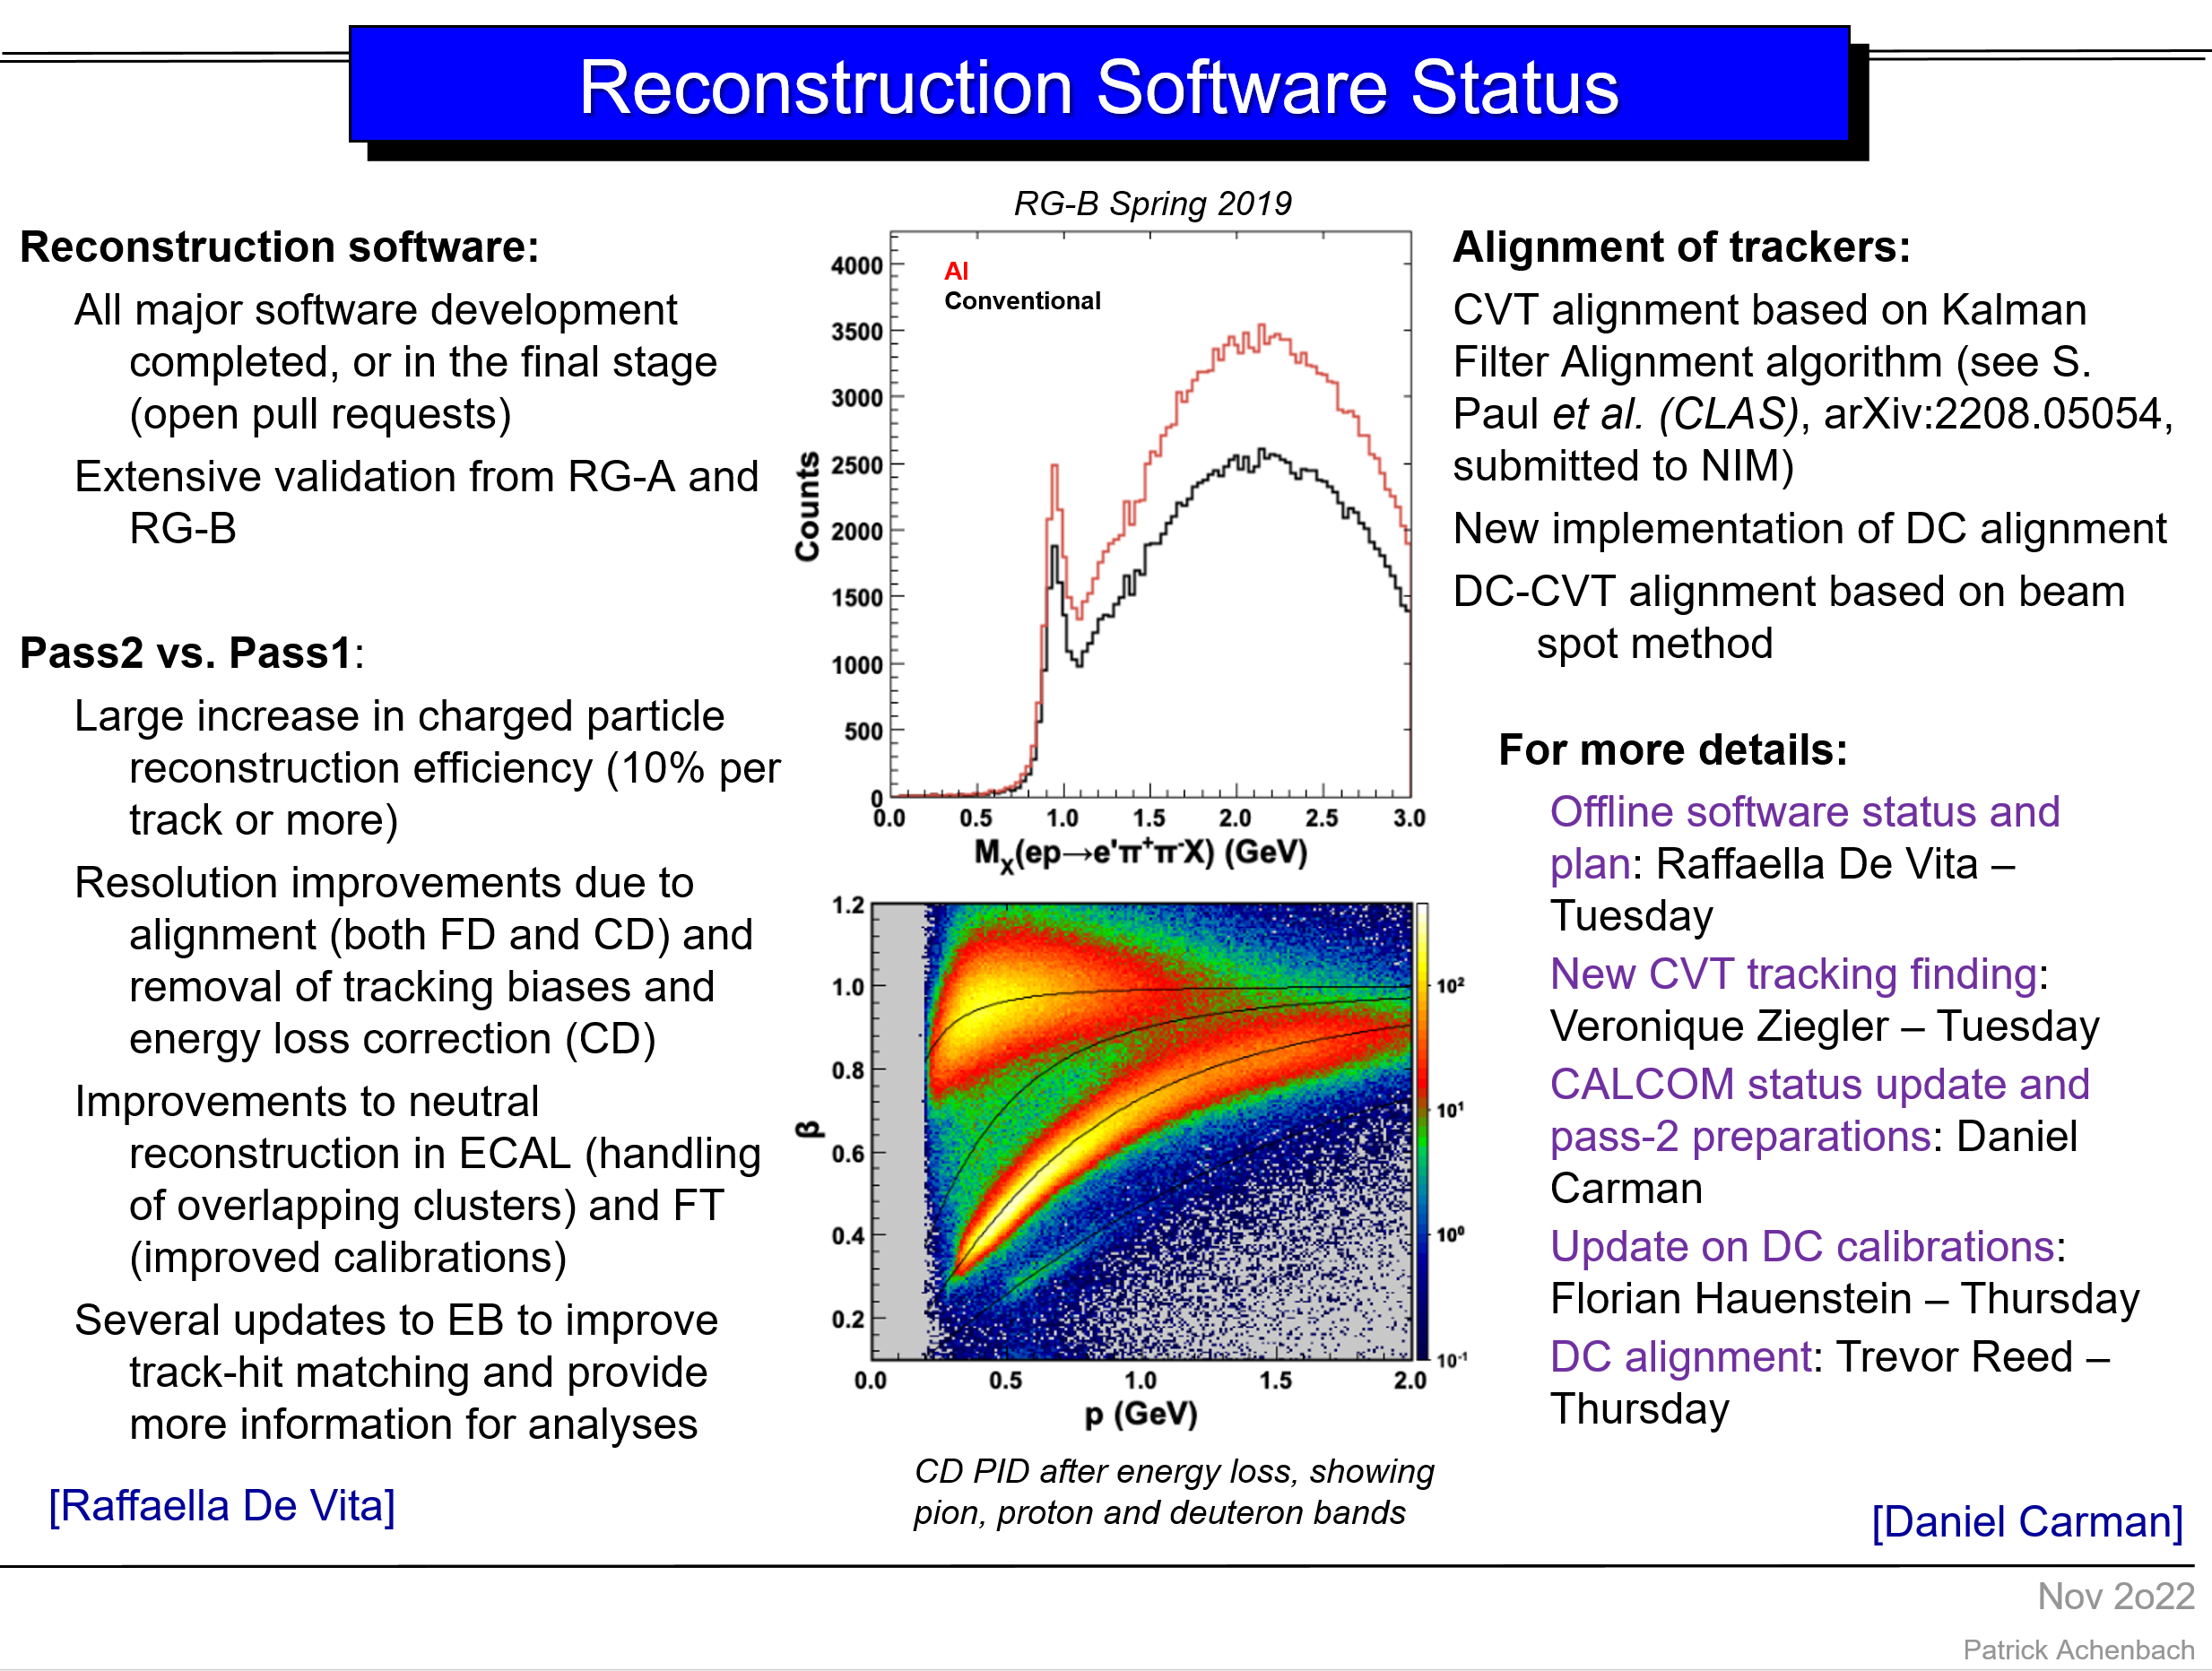 Reconstruction Software Status
Reconstruction software:
All major software development
completed, or in the final stage
(open pull requests)
Extensive validation from RG-A and
RG-B
Pass2 vs. Pass1:
Large increase in charged particle
reconstruction efficiency (10% per
track or more)
Resolution improvements due to
alignment (both FD and CD) and
removal of tracking biases and
energy loss correction (CD)
Improvements to neutral
reconstruction in ECAL (handling
of overlapping clusters) and FT
(improved calibrations)
Several updates to EB to improve
track-hit matching and provide
more information for analyses
[Raffaella De Vita]
RG-B Spring 2019
AI
Conventional
Counts
4000
3500
3000
2500
2000
1500
1000
500
0
0.0 0.5 1.0 1.5 2.0 2.5 3.0
Mx(ep→e'π⁺π⁻X) (GeV)
β
1.2
1.0
0.8
0.6
0.4
0.2
10²
10¹
10⁰
10⁻¹
0.0 0.5 1.0 1.5 2.0
p (GeV)
CD PID after energy loss, showing
pion, proton and deuteron bands
Alignment of trackers:
CVT alignment based on Kalman
Filter Alignment algorithm (see S.
Paul et al. (CLAS), arXiv:2208.05054,
submitted to NIM)
New implementation of DC alignment
DC-CVT alignment based on beam
spot method
For more details:
Offline software status and
plan: Raffaella De Vita –
Tuesday
New CVT tracking finding:
Veronique Ziegler – Tuesday
CALCOM status update and
pass-2 preparations: Daniel
Carman
Update on DC calibrations:
Florian Hauenstein – Thursday
DC alignment: Trevor Reed –
Thursday
[Daniel Carman]
Nov 2o22
Patrick Achenbach